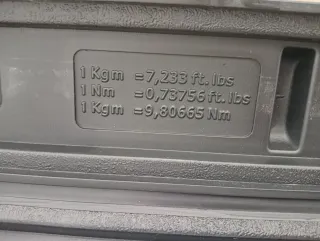 1 Kgm = 7,233 ft. lbs
1 Nm = 0,73756 ft. lbs
1 Kgm = 9,80665 Nm